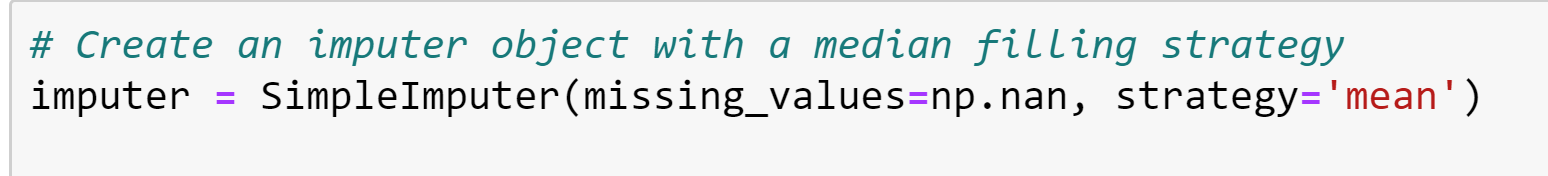 # Create an imputer object with a median filling strategy
imputer = SimpleImputer(missing_values=np.nan, strategy='mean')